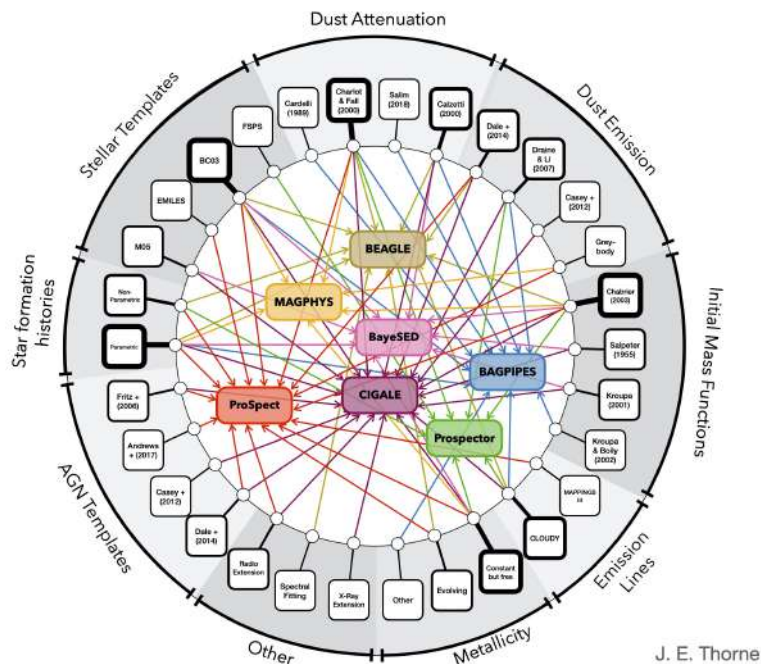 Dust Attenuation
Dust Emission
Initial Mass Functions
Emission
Lines
Metallicity
Other
AGN Templates
Star formation
histories
Stellar Templates
Cardelli
(1989)
Charlot
& Fall
(2000)
Salim
(2018)
Calzetti
(2000)
Dale +
(2014)
Draine
& Li
(2007)
Casey +
(2012)
Grey-
body
Chabrier
(2003)
Salpeter
(1955)
Kroupa
(2001)
Kroupa
& Boily
(2002)
MAPPINGS
III
CLOUDY
Constant
but free
Evolving
Other
X-Ray
Extension
Spectral
Fitting
Radio
Extension
Dale +
(2014)
Casey +
(2012)
Andrews
+ (2017)
Fritz +
(2006)
Parametric
Non-
Parametric
M05
EMILES
BC03
FSPS
BEAGLE
MAGPHYS
BayeSED
BAGPIPES
CIGALE
ProSpect
Prospector
J. E. Thorne